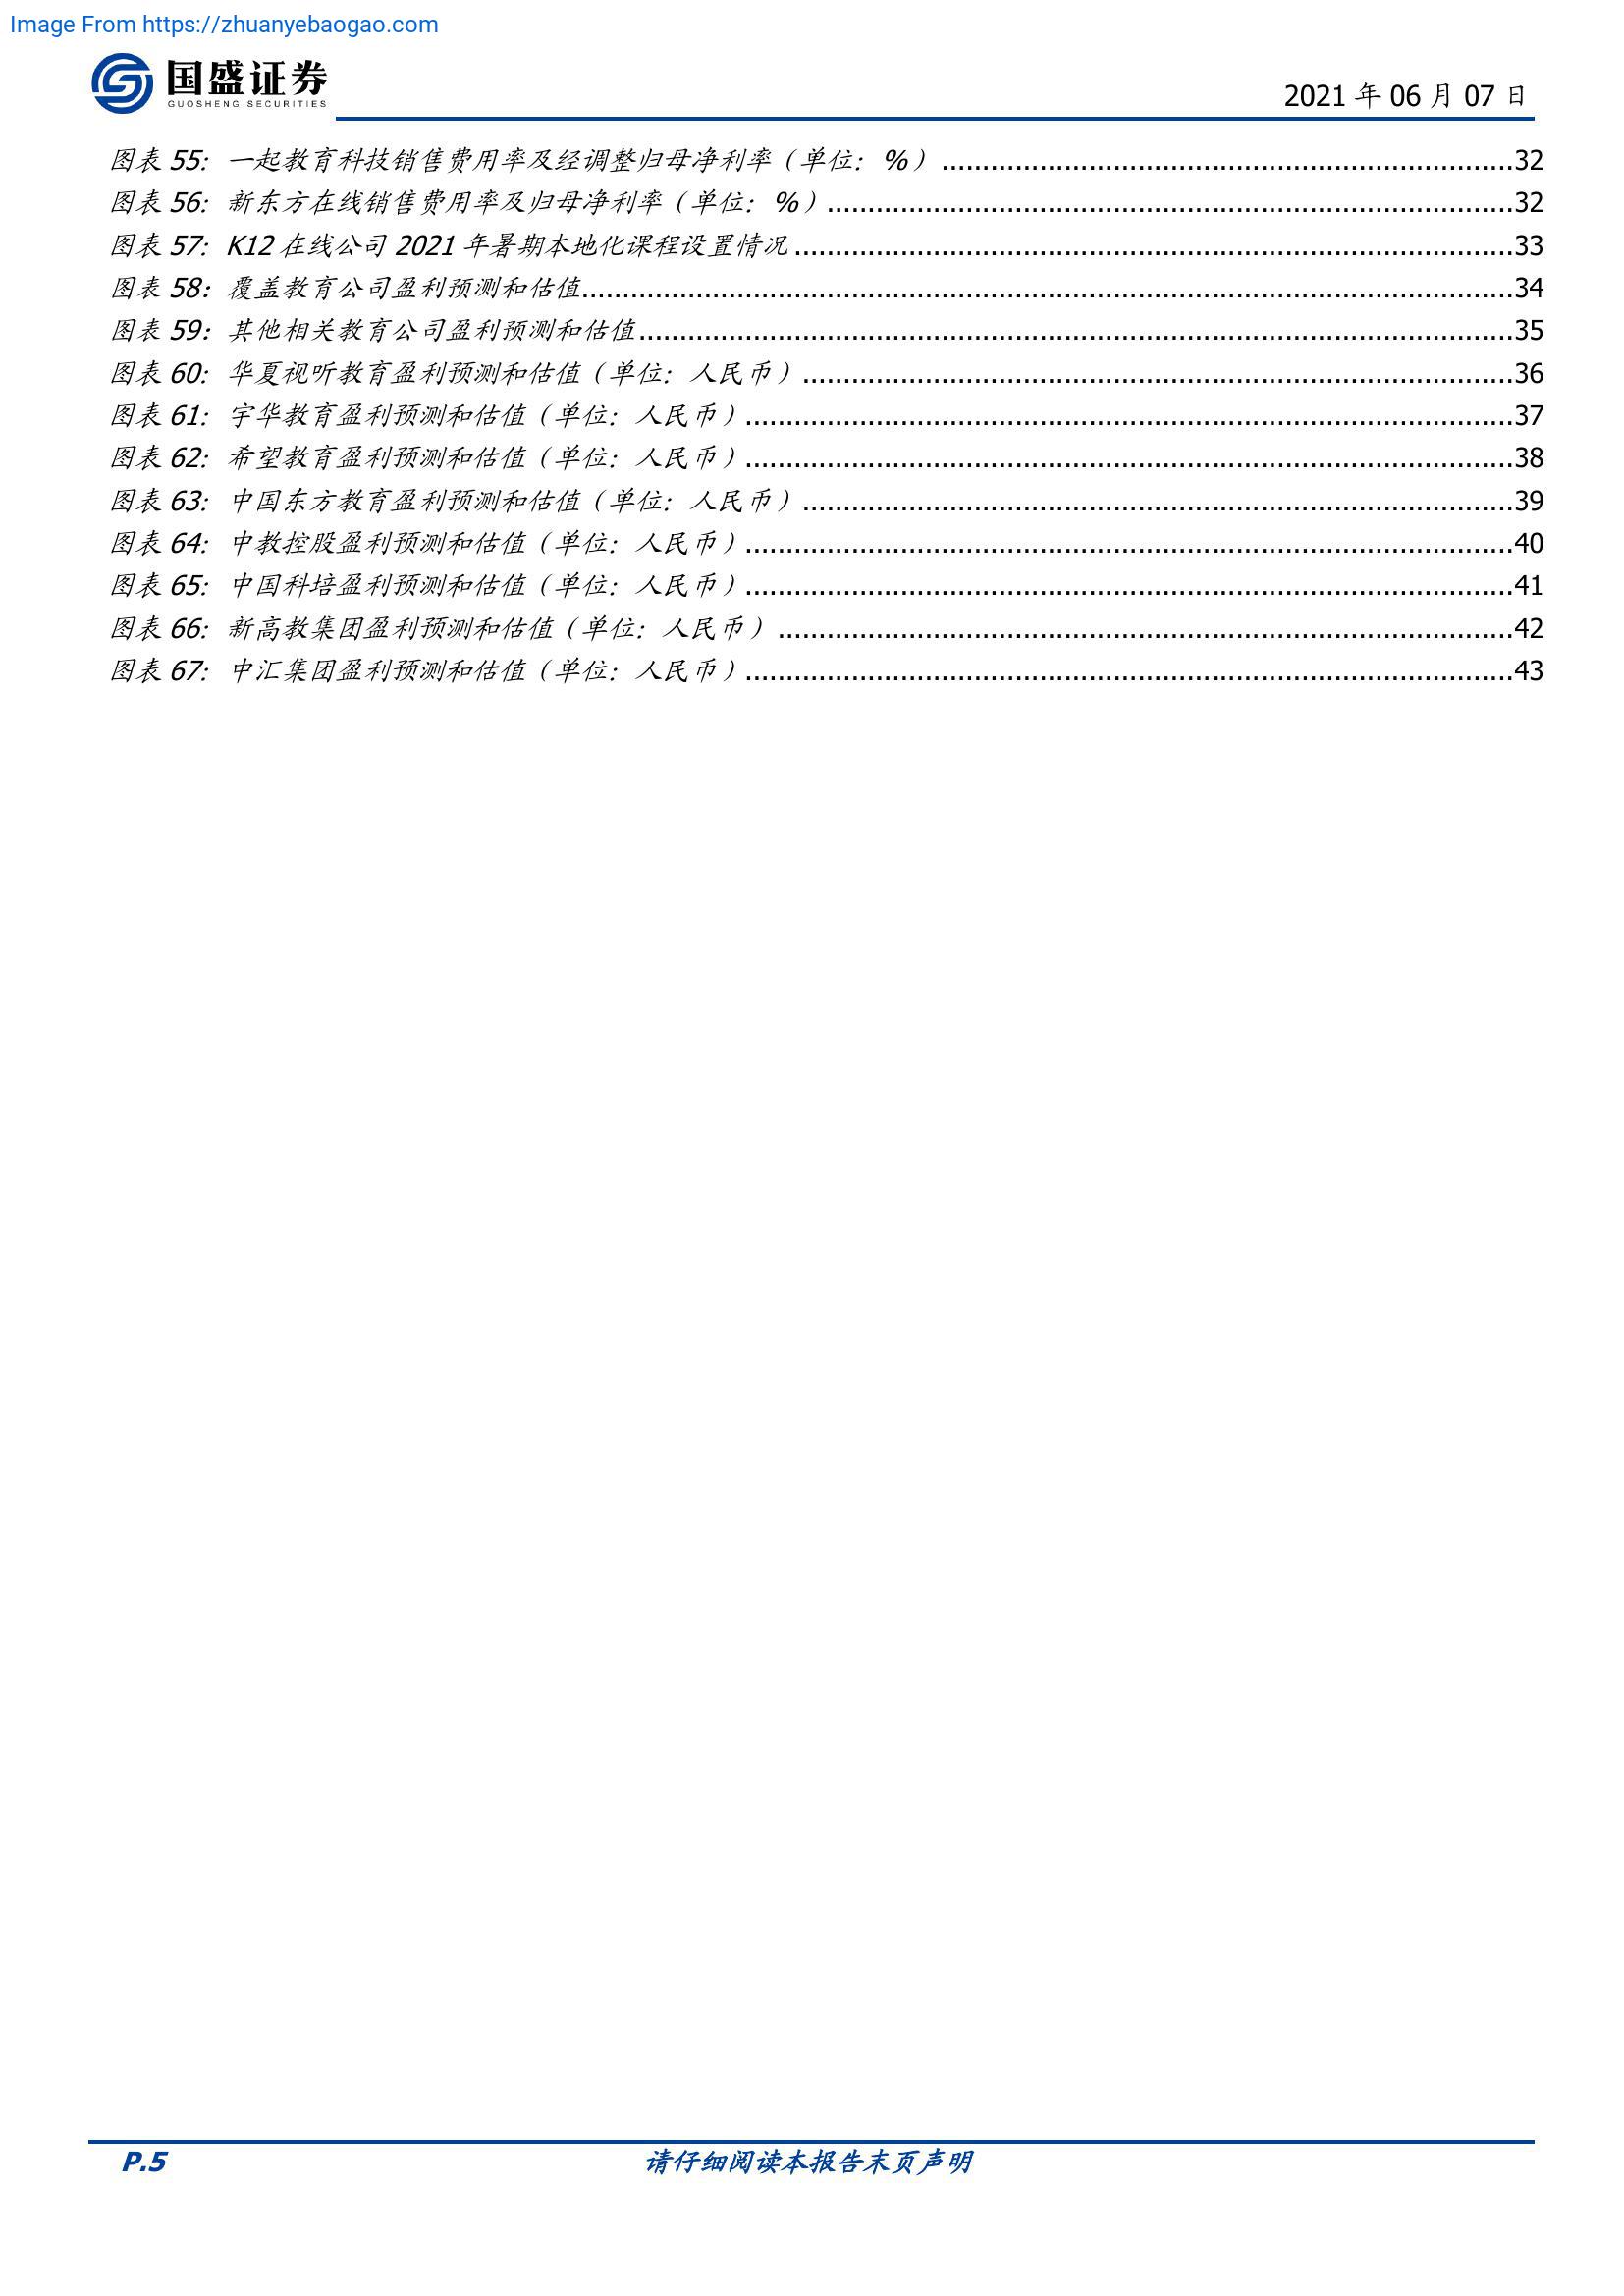 Image From https://zhuanyebaogao.com
国盛证券
GUOSHENG SECURITIES
2021 年 06 月 07 日
图表 55：一起教育科技销售费用率及经调整归母净利率（单位：%）....................32
图表 56：新东方在线销售费用率及归母净利率（单位：%）....................32
图表 57：K12 在线公司 2021 年暑期本地化课程设置情况....................33
图表 58：覆盖教育公司盈利预测和估值....................34
图表 59：其他相关教育公司盈利预测和估值....................35
图表 60：华夏视听教育盈利预测和估值（单位：人民币）....................36
图表 61：宇华教育盈利预测和估值（单位：人民币）....................37
图表 62：希望教育盈利预测和估值（单位：人民币）....................38
图表 63：中国东方教育盈利预测和估值（单位：人民币）....................39
图表 64：中教控股盈利预测和估值（单位：人民币）....................40
图表 65：中国科培盈利预测和估值（单位：人民币）....................41
图表 66：新高教集团盈利预测和估值（单位：人民币）....................42
图表 67：中汇集团盈利预测和估值（单位：人民币）....................43
P.5
请仔细阅读本报告末页声明